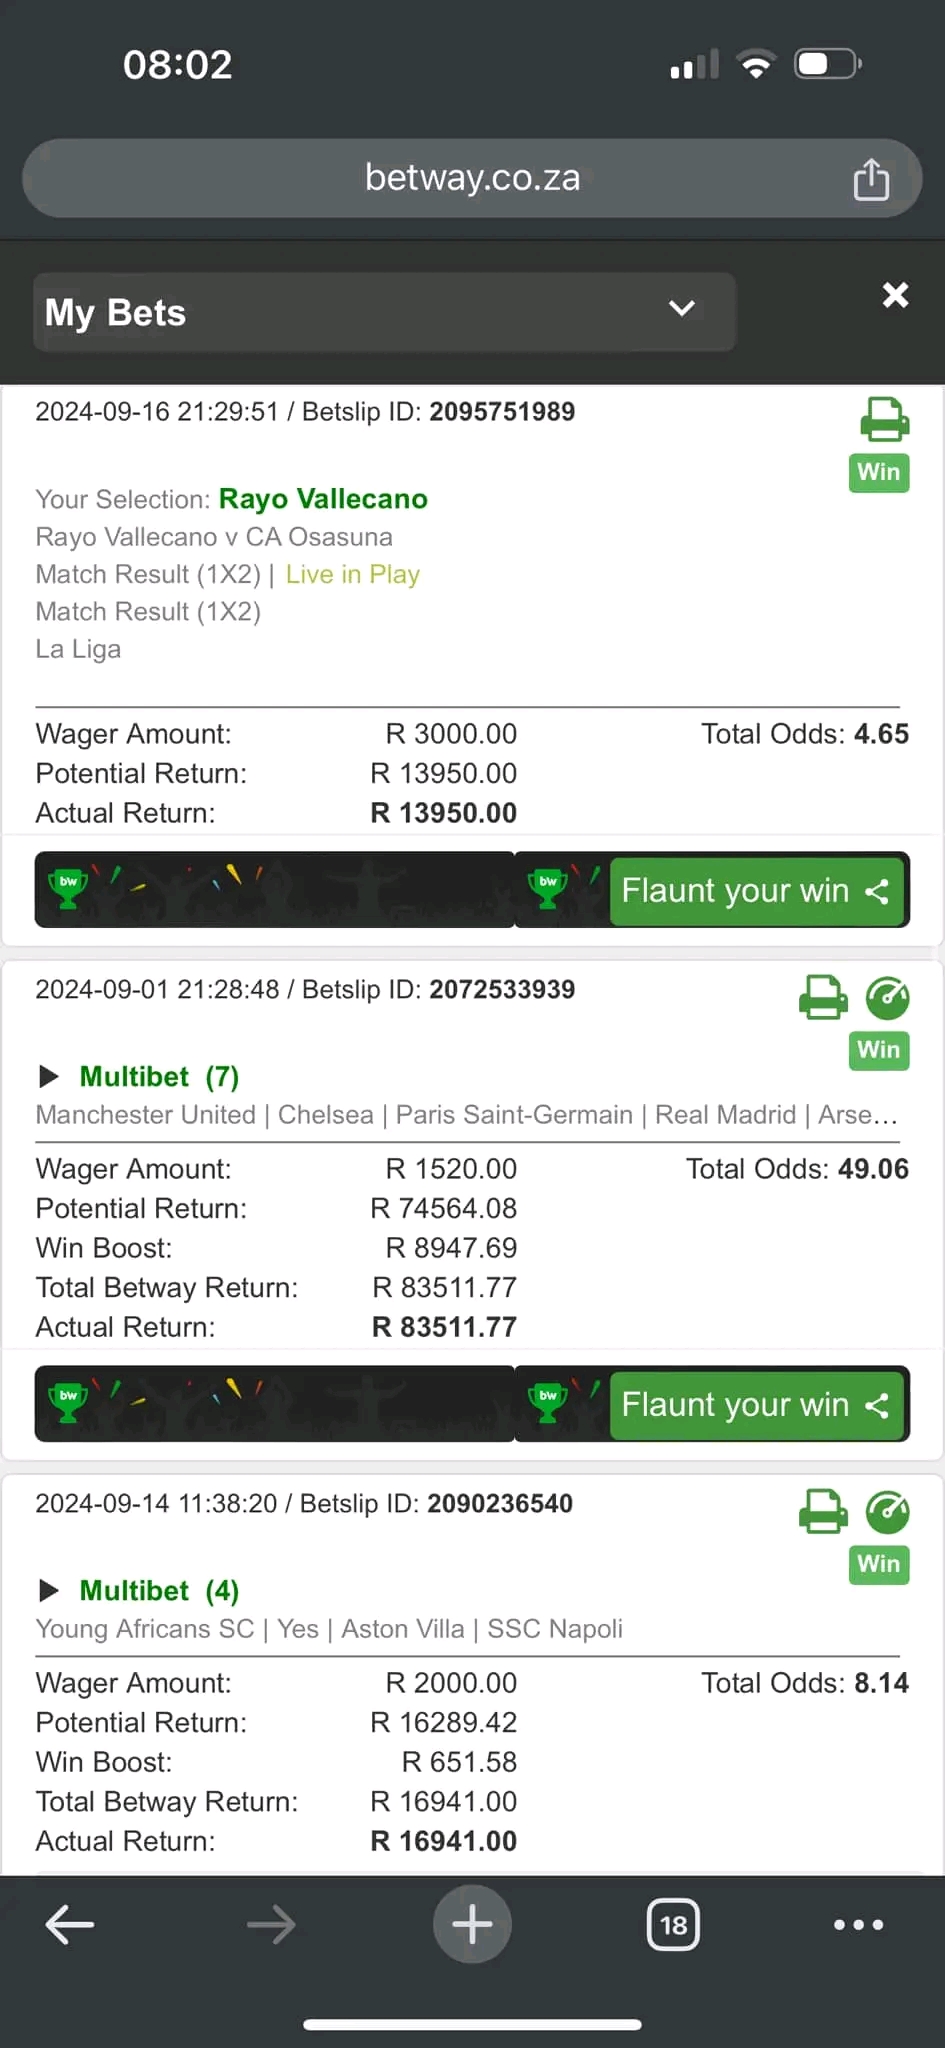 08:02
betway.co.za
My Bets
2024-09-16 21:29:51 / Betslip ID: 2095751989
Win
Your Selection: Rayo Vallecano
Rayo Vallecano v CA Osasuna
Match Result (1X2) | Live in Play
Match Result (1X2)
La Liga
Wager Amount: R 3000.00 Total Odds: 4.65
Potential Return: R 13950.00
Actual Return: R 13950.00
bw bw Flaunt your win
2024-09-01 21:28:48 / Betslip ID: 2072533939
Win
Multibet (7)
Manchester United | Chelsea | Paris Saint-Germain | Real Madrid | Arse...
Wager Amount: R 1520.00 Total Odds: 49.06
Potential Return: R 74564.08
Win Boost: R 8947.69
Total Betway Return: R 83511.77
Actual Return: R 83511.77
bw bw Flaunt your win
2024-09-14 11:38:20 / Betslip ID: 2090236540
Win
Multibet (4)
Young Africans SC | Yes | Aston Villa | SSC Napoli
Wager Amount: R 2000.00 Total Odds: 8.14
Potential Return: R 16289.42
Win Boost: R 651.58
Total Betway Return: R 16941.00
Actual Return: R 16941.00
18